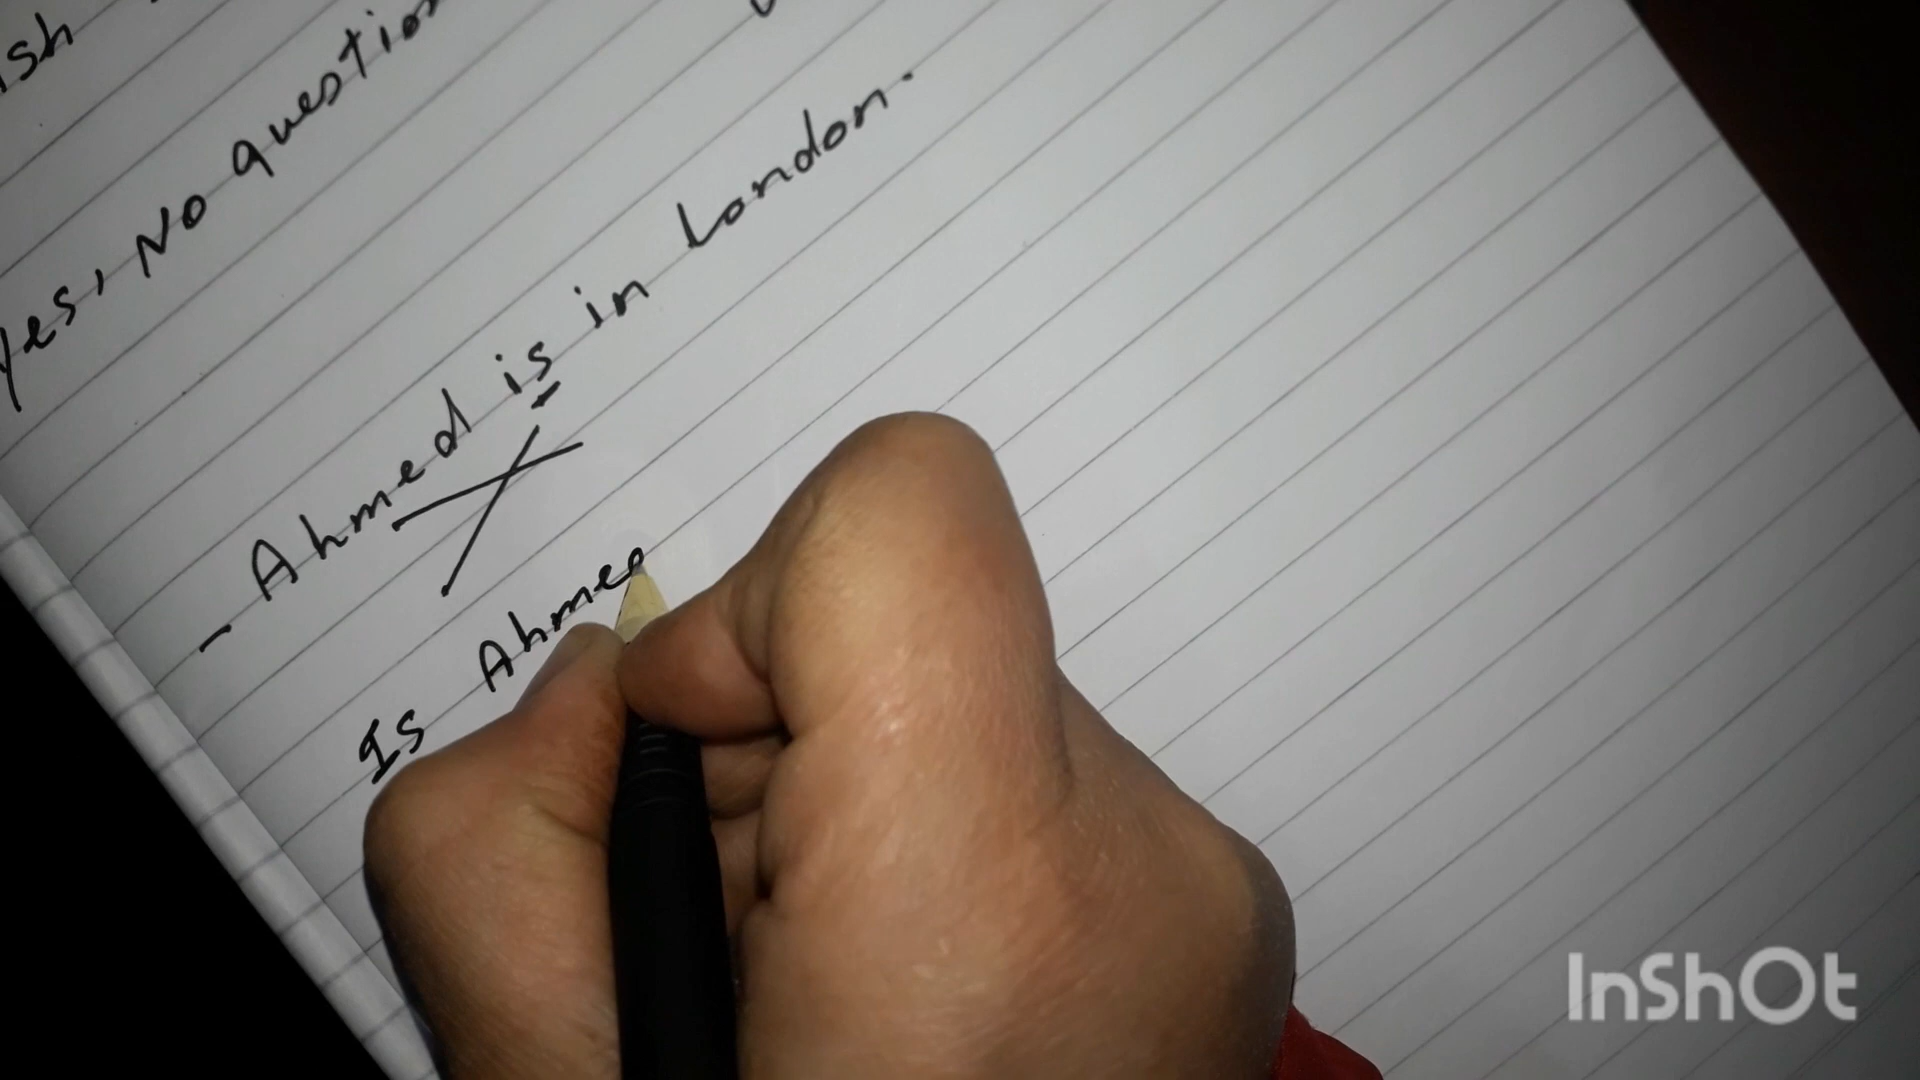 Yes, No question
- Ahmed is in London.
Is Ahme
InShOt